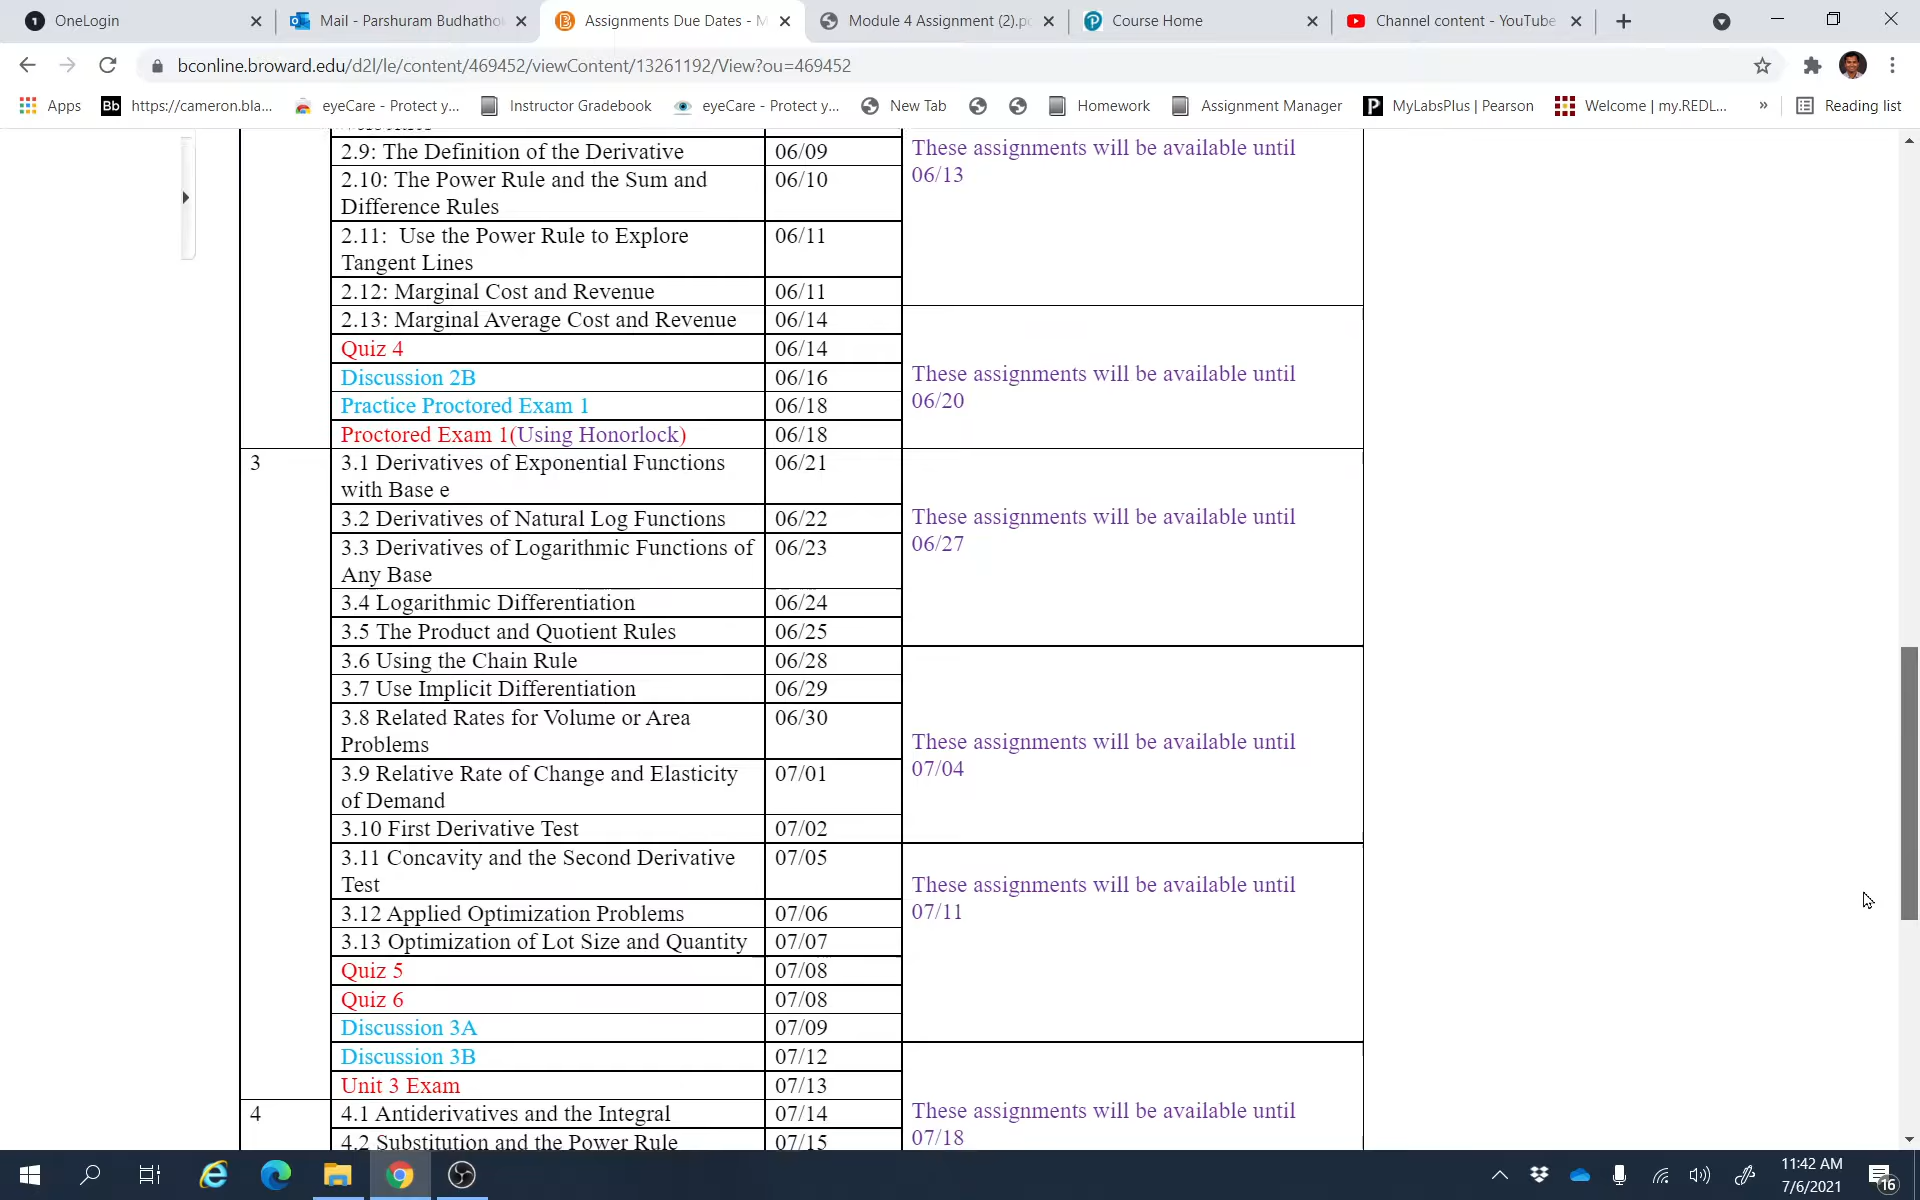 OneLogin
Mail - Parshuram Budhatho
Assignments Due Dates - M
Module 4 Assignment (2).p
Course Home
Channel content - YouTube
bconline.broward.edu/d2l/le/content/469452/viewContent/13261192/View?ou=469452
Apps
Bb
https://cameron.bla...
eyeCare - Protect y...
Instructor Gradebook
eyeCare - Protect y...
New Tab
Homework
Assignment Manager
MyLabsPlus | Pearson
Welcome | my.REDL...
»
Reading list
2.9: The Definition of the Derivative 06/09
These assignments will be available until
06/13
2.10: The Power Rule and the Sum and 06/10
Difference Rules
2.11: Use the Power Rule to Explore 06/11
Tangent Lines
2.12: Marginal Cost and Revenue 06/11
2.13: Marginal Average Cost and Revenue 06/14
Quiz 4 06/14
Discussion 2B 06/16
These assignments will be available until
06/20
Practice Proctored Exam 1 06/18
Proctored Exam 1(Using Honorlock) 06/18
3 3.1 Derivatives of Exponential Functions 06/21
with Base e
3.2 Derivatives of Natural Log Functions 06/22
These assignments will be available until
06/27
3.3 Derivatives of Logarithmic Functions of 06/23
Any Base
3.4 Logarithmic Differentiation 06/24
3.5 The Product and Quotient Rules 06/25
3.6 Using the Chain Rule 06/28
3.7 Use Implicit Differentiation 06/29
3.8 Related Rates for Volume or Area 06/30
Problems
These assignments will be available until
07/04
3.9 Relative Rate of Change and Elasticity 07/01
of Demand
3.10 First Derivative Test 07/02
3.11 Concavity and the Second Derivative 07/05
Test
These assignments will be available until
07/11
3.12 Applied Optimization Problems 07/06
3.13 Optimization of Lot Size and Quantity 07/07
Quiz 5 07/08
Quiz 6 07/08
Discussion 3A 07/09
Discussion 3B 07/12
Unit 3 Exam 07/13
4 4.1 Antiderivatives and the Integral 07/14
These assignments will be available until
07/18
4.2 Substitution and the Power Rule 07/15
11:42 AM
7/6/2021
16